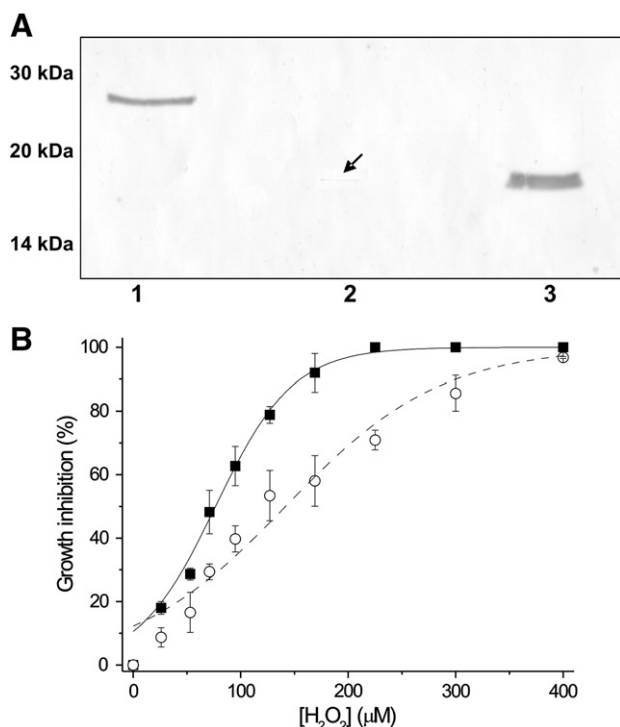 A
30 kDa
20 kDa
14 kDa
1 2 3
B
100
80
60
40
20
0
Growth inhibition (%)
0 100 200 300 400
[H₂O₂] (µM)